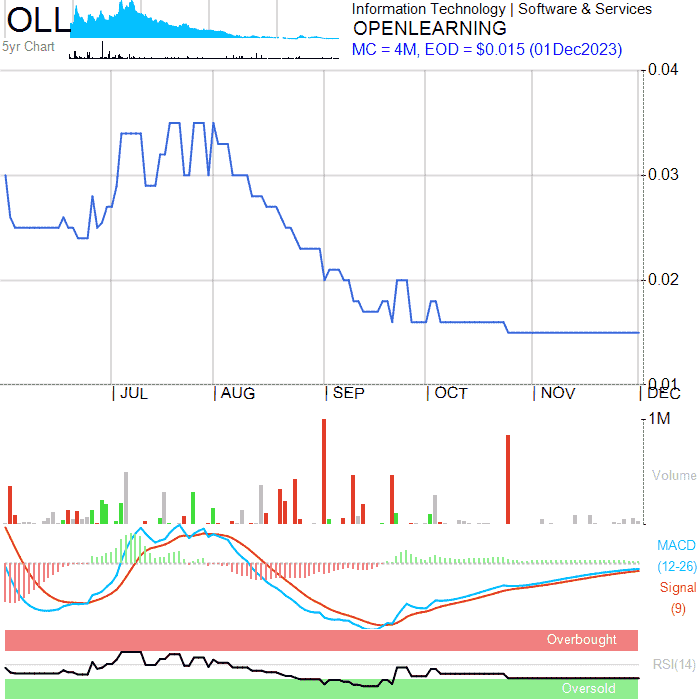 OLL
5yr Chart
Information Technology | Software & Services
OPENLEARNING
MC = 4M, EOD = $0.015 (01Dec2023)
0.04
0.03
0.02
0.01
| JUL
| AUG
| SEP
| OCT
| NOV
| DEC
1M
Volume
MACD
(12-26)
Signal
(9)
Overbought
RSI(14)
Oversold